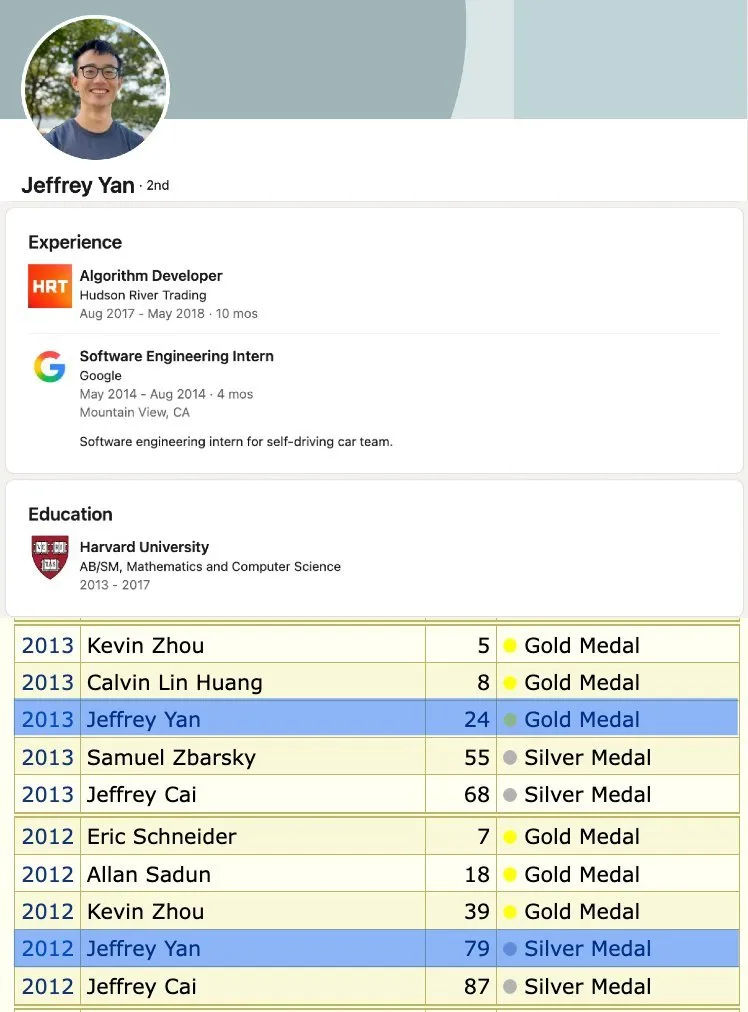 Jeffrey Yan · 2nd
Experience
HRT
Algorithm Developer
Hudson River Trading
Aug 2017 - May 2018 · 10 mos
Software Engineering Intern
Google
May 2014 - Aug 2014 · 4 mos
Mountain View, CA
Software engineering intern for self-driving car team.
Education
Harvard University
AB/SM, Mathematics and Computer Science
2013 - 2017
2013 Kevin Zhou 5 Gold Medal
2013 Calvin Lin Huang 8 Gold Medal
2013 Jeffrey Yan 24 Gold Medal
2013 Samuel Zbarsky 55 Silver Medal
2013 Jeffrey Cai 68 Silver Medal
2012 Eric Schneider 7 Gold Medal
2012 Allan Sadun 18 Gold Medal
2012 Kevin Zhou 39 Gold Medal
2012 Jeffrey Yan 79 Silver Medal
2012 Jeffrey Cai 87 Silver Medal